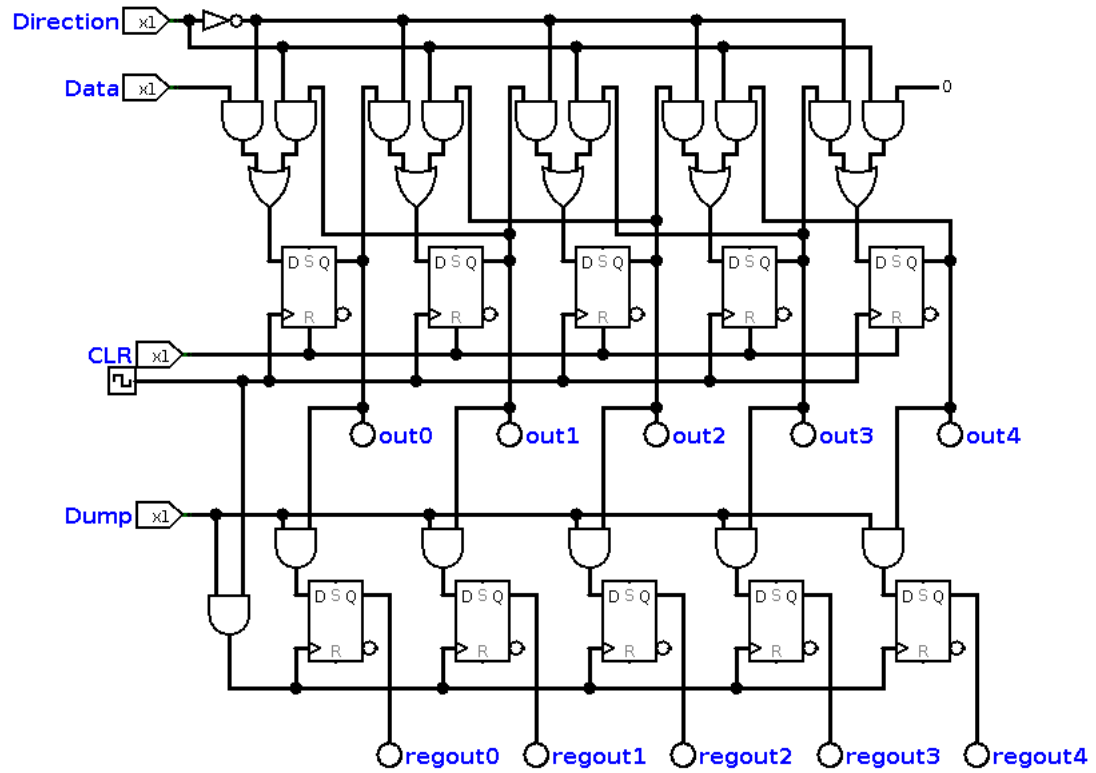 Direction x1
Data x1 0
D S Q D S Q D S Q D S Q D S Q
R R R R R
CLR x1
out0 out1 out2 out3 out4
Dump x1
D S Q D S Q D S Q D S Q D S Q
R R R R R
regout0 regout1 regout2 regout3 regout4